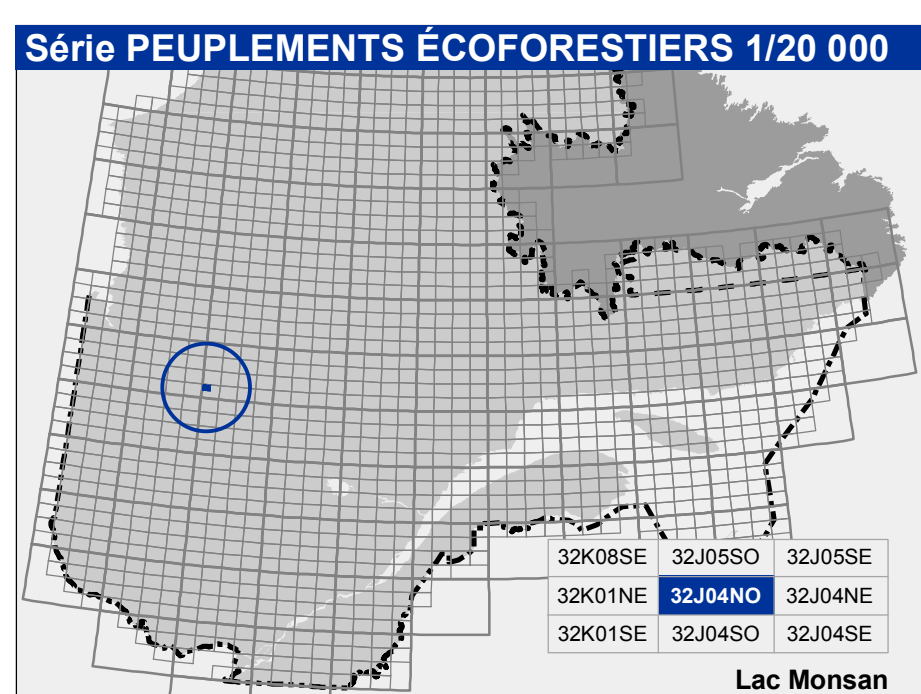 Série PEUPLEMENTS ÉCOFORESTIERS 1/20 000
32K08SE 32J05SO 32J05SE
32K01NE 32J04NO 32J04NE
32K01SE 32J04SO 32J04SE
Lac Monsan